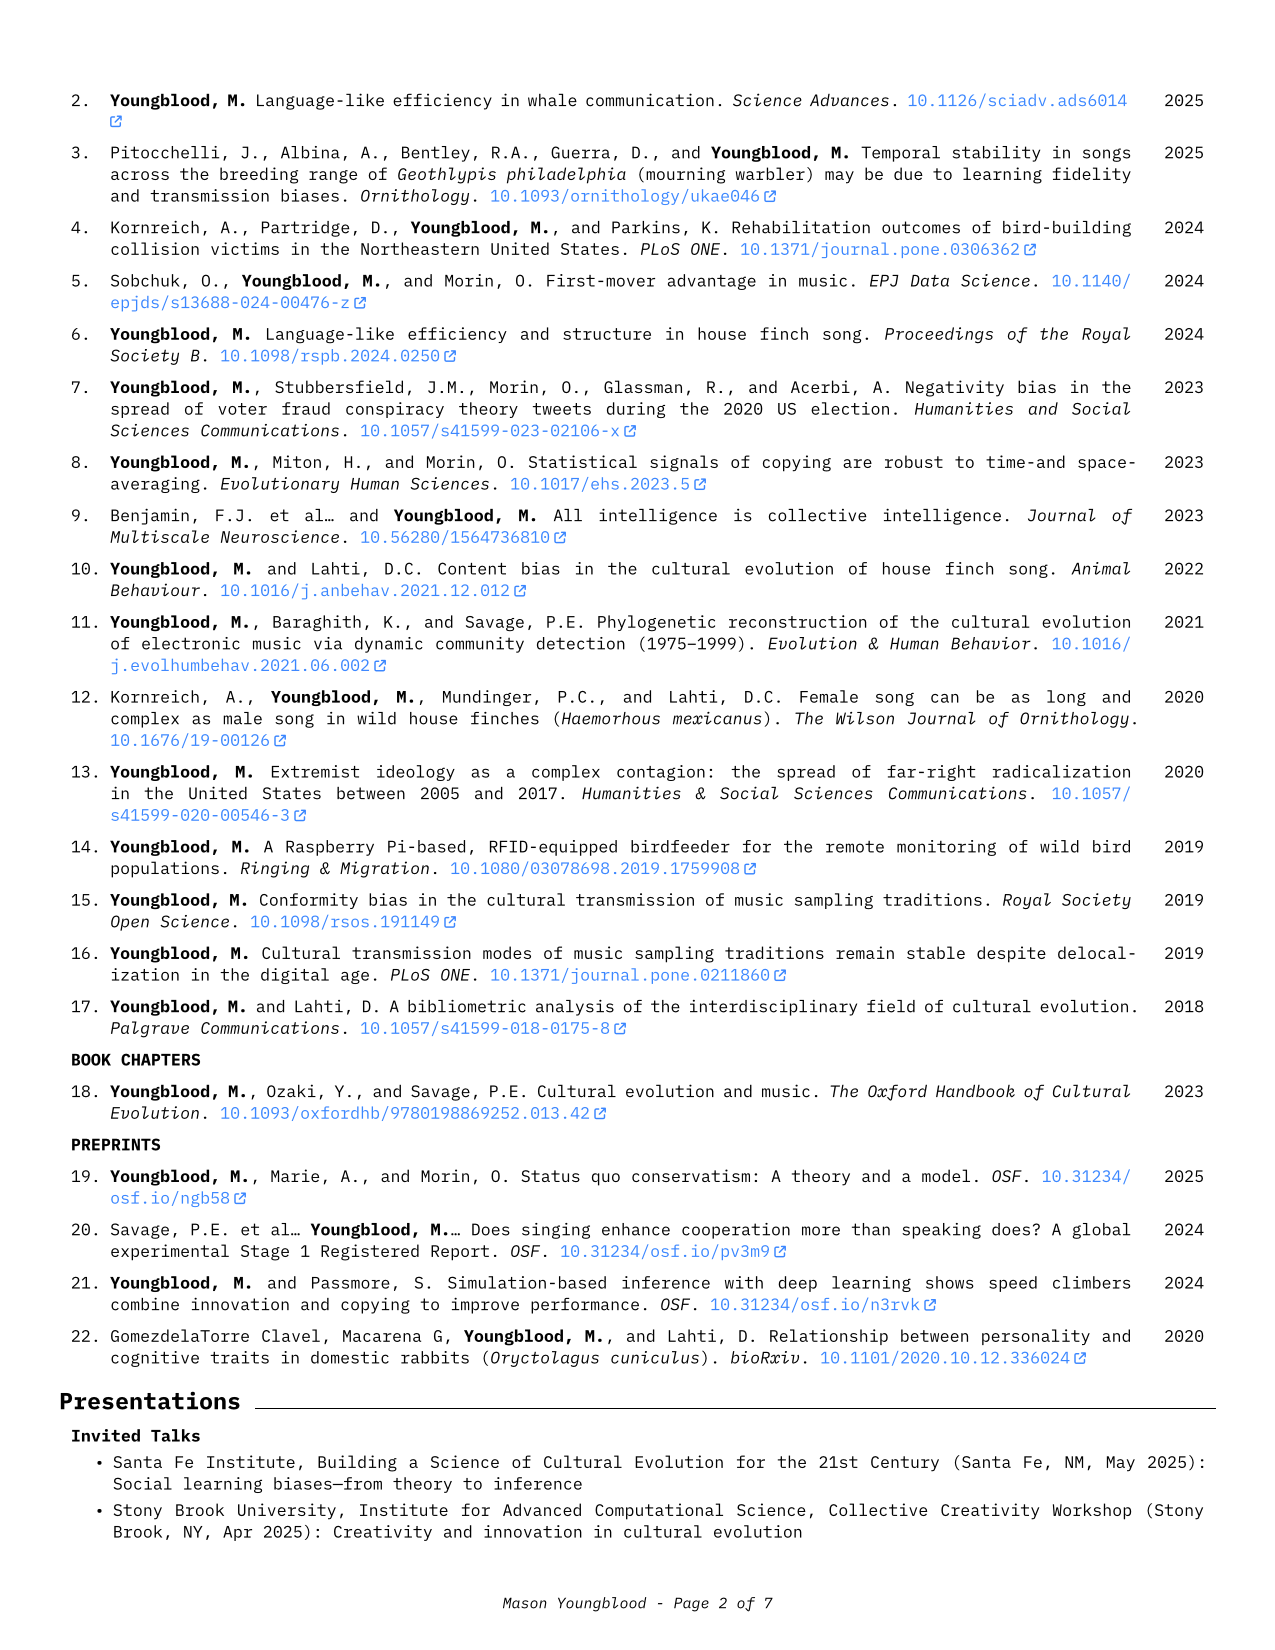 2. Youngblood, M. Language-like efficiency in whale communication. Science Advances. 10.1126/sciadv.ads6014 2025
3. Pitocchelli, J., Albina, A., Bentley, R.A., Guerra, D., and Youngblood, M. Temporal stability in songs 2025
across the breeding range of Geothlypis philadelphia (mourning warbler) may be due to learning fidelity
and transmission biases. Ornithology. 10.1093/ornithology/ukae046
4. Kornreich, A., Partridge, D., Youngblood, M., and Parkins, K. Rehabilitation outcomes of bird-building 2024
collision victims in the Northeastern United States. PLoS ONE. 10.1371/journal.pone.0306362
5. Sobchuk, O., Youngblood, M., and Morin, O. First-mover advantage in music. EPJ Data Science. 10.1140/ 2024
epjds/s13688-024-00476-z
6. Youngblood, M. Language-like efficiency and structure in house finch song. Proceedings of the Royal 2024
Society B. 10.1098/rspb.2024.0250
7. Youngblood, M., Stubbersfield, J.M., Morin, O., Glassman, R., and Acerbi, A. Negativity bias in the 2023
spread of voter fraud conspiracy theory tweets during the 2020 US election. Humanities and Social
Sciences Communications. 10.1057/s41599-023-02106-x
8. Youngblood, M., Miton, H., and Morin, O. Statistical signals of copying are robust to time-and space- 2023
averaging. Evolutionary Human Sciences. 10.1017/ehs.2023.5
9. Benjamin, F.J. et al… and Youngblood, M. All intelligence is collective intelligence. Journal of 2023
Multiscale Neuroscience. 10.56280/1564736810
10. Youngblood, M. and Lahti, D.C. Content bias in the cultural evolution of house finch song. Animal 2022
Behaviour. 10.1016/j.anbehav.2021.12.012
11. Youngblood, M., Baraghith, K., and Savage, P.E. Phylogenetic reconstruction of the cultural evolution 2021
of electronic music via dynamic community detection (1975–1999). Evolution & Human Behavior. 10.1016/
j.evolhumbehav.2021.06.002
12. Kornreich, A., Youngblood, M., Mundinger, P.C., and Lahti, D.C. Female song can be as long and 2020
complex as male song in wild house finches (Haemorhous mexicanus). The Wilson Journal of Ornithology.
10.1676/19-00126
13. Youngblood, M. Extremist ideology as a complex contagion: the spread of far-right radicalization 2020
in the United States between 2005 and 2017. Humanities & Social Sciences Communications. 10.1057/
s41599-020-00546-3
14. Youngblood, M. A Raspberry Pi-based, RFID-equipped birdfeeder for the remote monitoring of wild bird 2019
populations. Ringing & Migration. 10.1080/03078698.2019.1759908
15. Youngblood, M. Conformity bias in the cultural transmission of music sampling traditions. Royal Society 2019
Open Science. 10.1098/rsos.191149
16. Youngblood, M. Cultural transmission modes of music sampling traditions remain stable despite delocal- 2019
ization in the digital age. PLoS ONE. 10.1371/journal.pone.0211860
17. Youngblood, M. and Lahti, D. A bibliometric analysis of the interdisciplinary field of cultural evolution. 2018
Palgrave Communications. 10.1057/s41599-018-0175-8
BOOK CHAPTERS
18. Youngblood, M., Ozaki, Y., and Savage, P.E. Cultural evolution and music. The Oxford Handbook of Cultural 2023
Evolution. 10.1093/oxfordhb/9780198869252.013.42
PREPRINTS
19. Youngblood, M., Marie, A., and Morin, O. Status quo conservatism: A theory and a model. OSF. 10.31234/ 2025
osf.io/ngb58
20. Savage, P.E. et al… Youngblood, M.… Does singing enhance cooperation more than speaking does? A global 2024
experimental Stage 1 Registered Report. OSF. 10.31234/osf.io/pv3m9
21. Youngblood, M. and Passmore, S. Simulation-based inference with deep learning shows speed climbers 2024
combine innovation and copying to improve performance. OSF. 10.31234/osf.io/n3rvk
22. GomezdelaTorre Clavel, Macarena G, Youngblood, M., and Lahti, D. Relationship between personality and 2020
cognitive traits in domestic rabbits (Oryctolagus cuniculus). bioRxiv. 10.1101/2020.10.12.336024
Presentations
Invited Talks
• Santa Fe Institute, Building a Science of Cultural Evolution for the 21st Century (Santa Fe, NM, May 2025):
Social learning biases—from theory to inference
• Stony Brook University, Institute for Advanced Computational Science, Collective Creativity Workshop (Stony
Brook, NY, Apr 2025): Creativity and innovation in cultural evolution
Mason Youngblood - Page 2 of 7